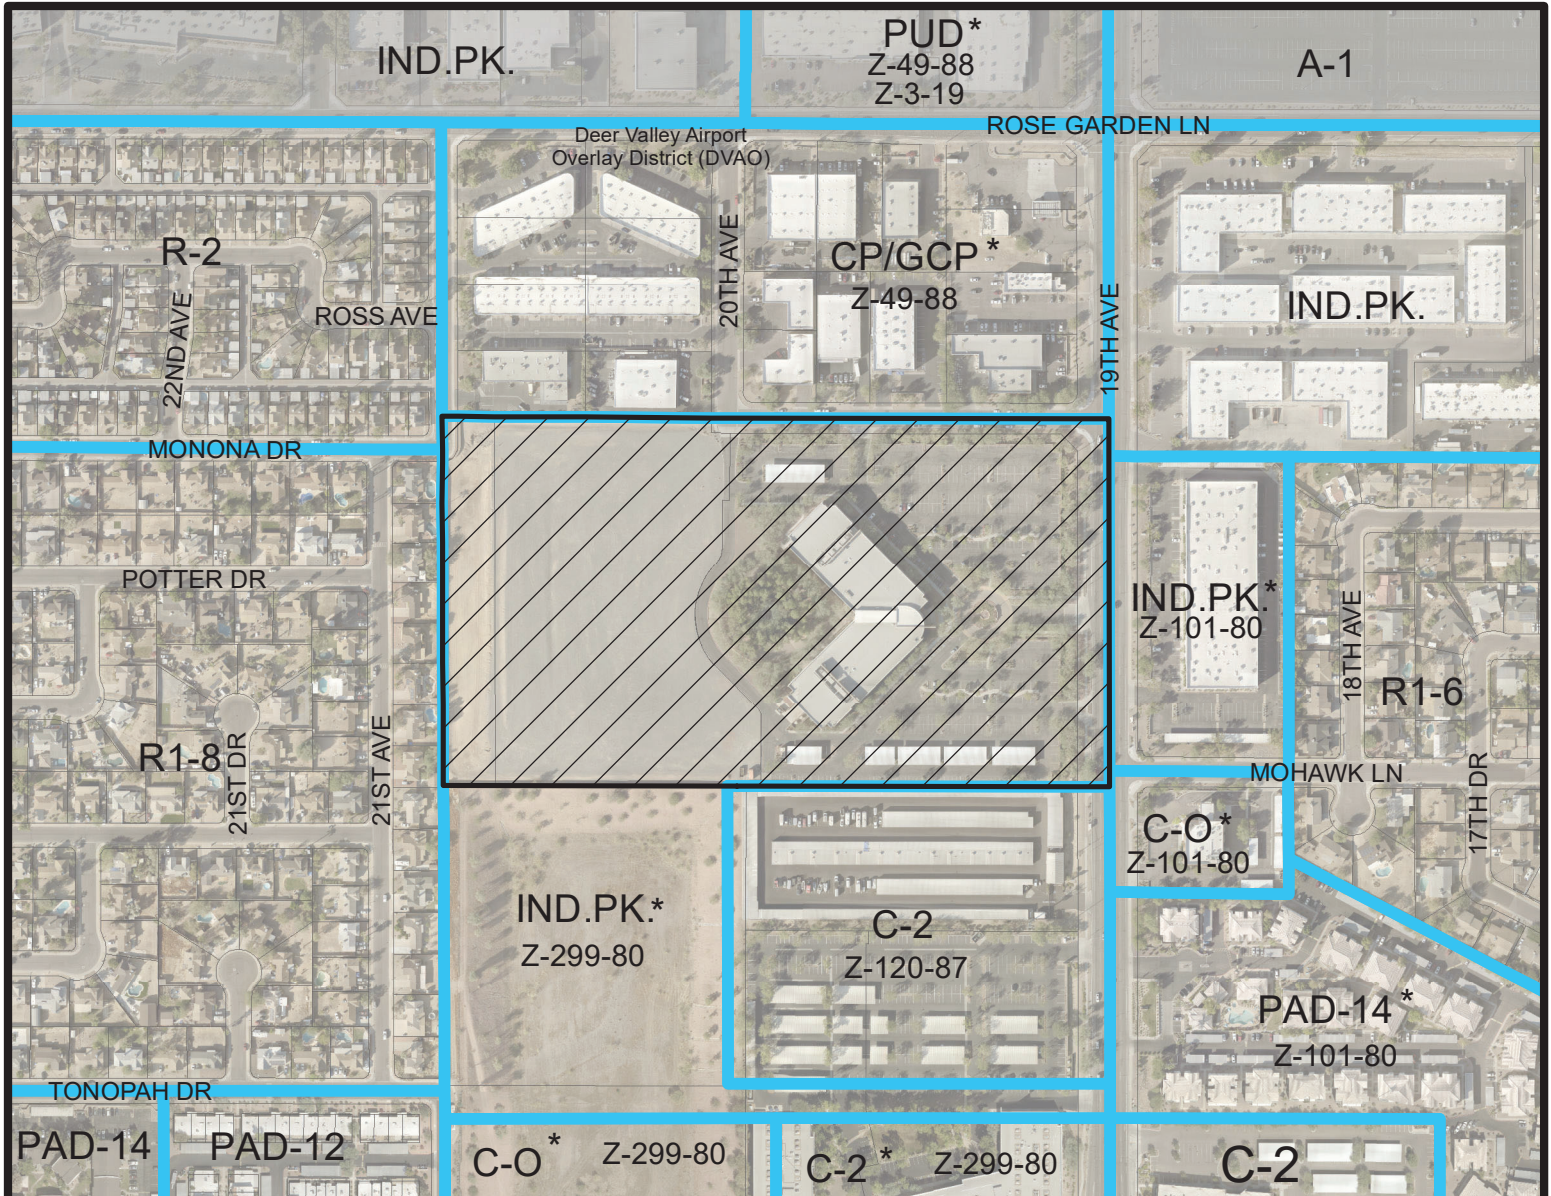 IND.PK.
PUD*
Z-49-88
Z-3-19
A-1
ROSE GARDEN LN
Deer Valley Airport
Overlay District (DVAO)
R-2
22ND AVE
ROSS AVE
20TH AVE
CP/GCP*
Z-49-88
19TH AVE
IND.PK.
MONONA DR
POTTER DR
R1-8
21ST DR
21ST AVE
IND.PK.*
Z-101-80
18TH AVE
R1-6
MOHAWK LN
17TH DR
C-O*
Z-101-80
IND.PK.*
Z-299-80
C-2
Z-120-87
PAD-14*
Z-101-80
TONOPAH DR
PAD-14
PAD-12
C-O* Z-299-80
C-2* Z-299-80
C-2